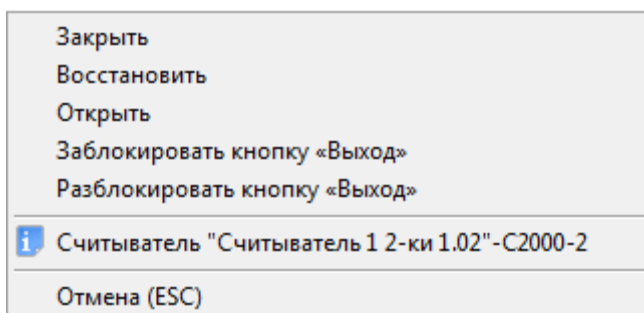 Закрыть
Восстановить
Открыть
Заблокировать кнопку «Выход»
Разблокировать кнопку «Выход»
Считыватель "Считыватель 1 2-ки 1.02"-С2000-2
Отмена (ESC)